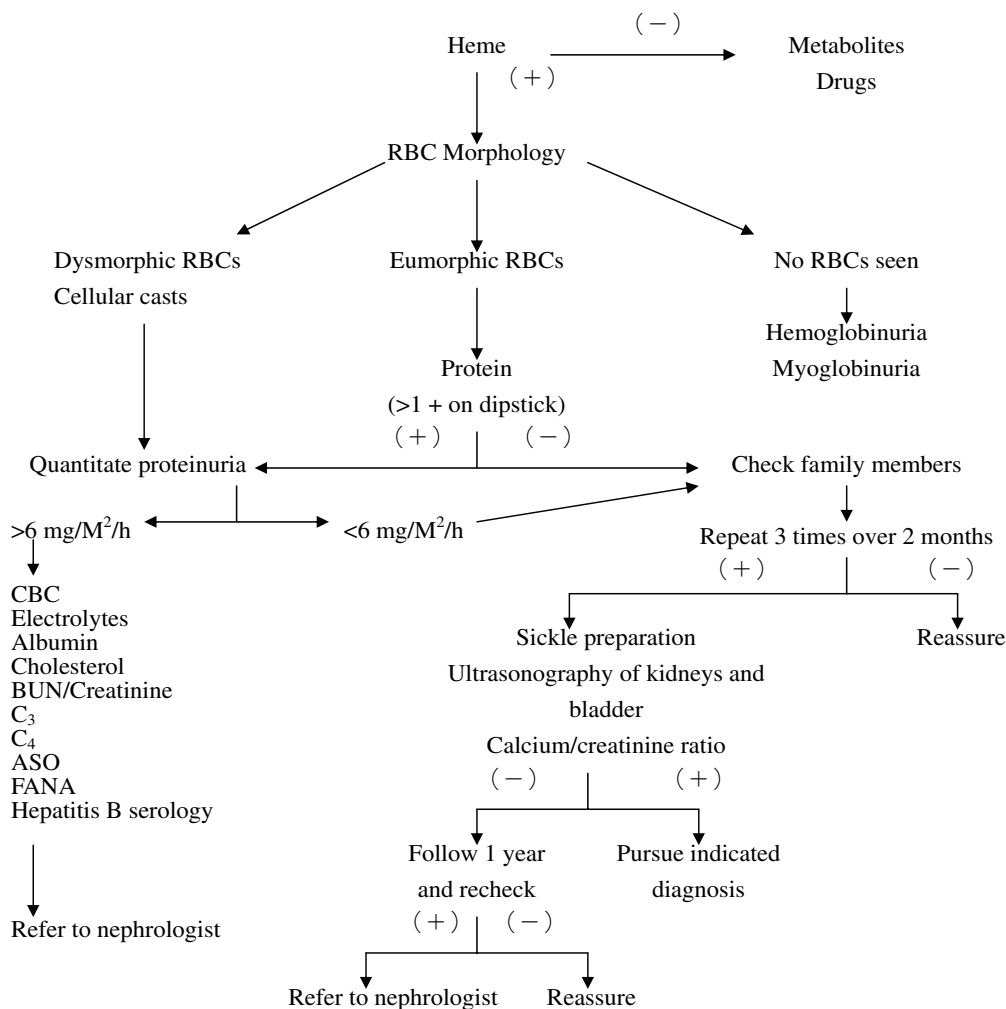 (－)
Heme
Metabolites
(＋)
Drugs
RBC Morphology
Dysmorphic RBCs
Cellular casts
Eumorphic RBCs
No RBCs seen
Hemoglobinuria
Myoglobinuria
Protein
(>1 + on dipstick)
(＋) (－)
Quantitate proteinuria
Check family members
>6 mg/M²/h
<6 mg/M²/h
Repeat 3 times over 2 months
(＋) (－)
CBC
Electrolytes
Albumin
Cholesterol
BUN/Creatinine
C₃
C₄
ASO
FANA
Hepatitis B serology
Refer to nephrologist
Sickle preparation
Ultrasonography of kidneys and
bladder
Calcium/creatinine ratio
Reassure
(－) (＋)
Follow 1 year
and recheck
Pursue indicated
diagnosis
(＋) (－)
Refer to nephrologist
Reassure